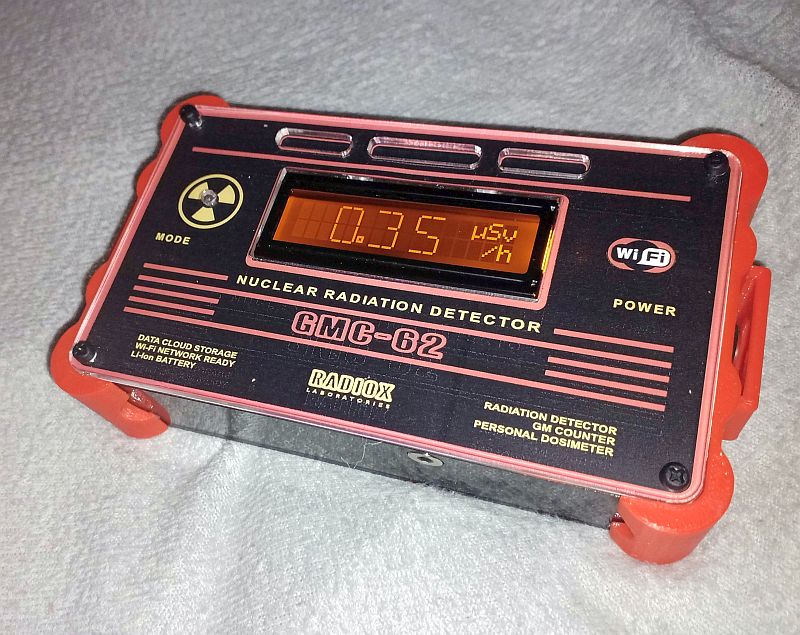 0.35 µSv
/h
MODE
WiFi
POWER
NUCLEAR RADIATION DETECTOR
GMC-62
DATA CLOUD STORAGE
Wi-Fi NETWORK READY
Li-Ion BATTERY
RADIOX
LABORATORIES
RADIATION DETECTOR
GM COUNTER
PERSONAL DOSIMETER